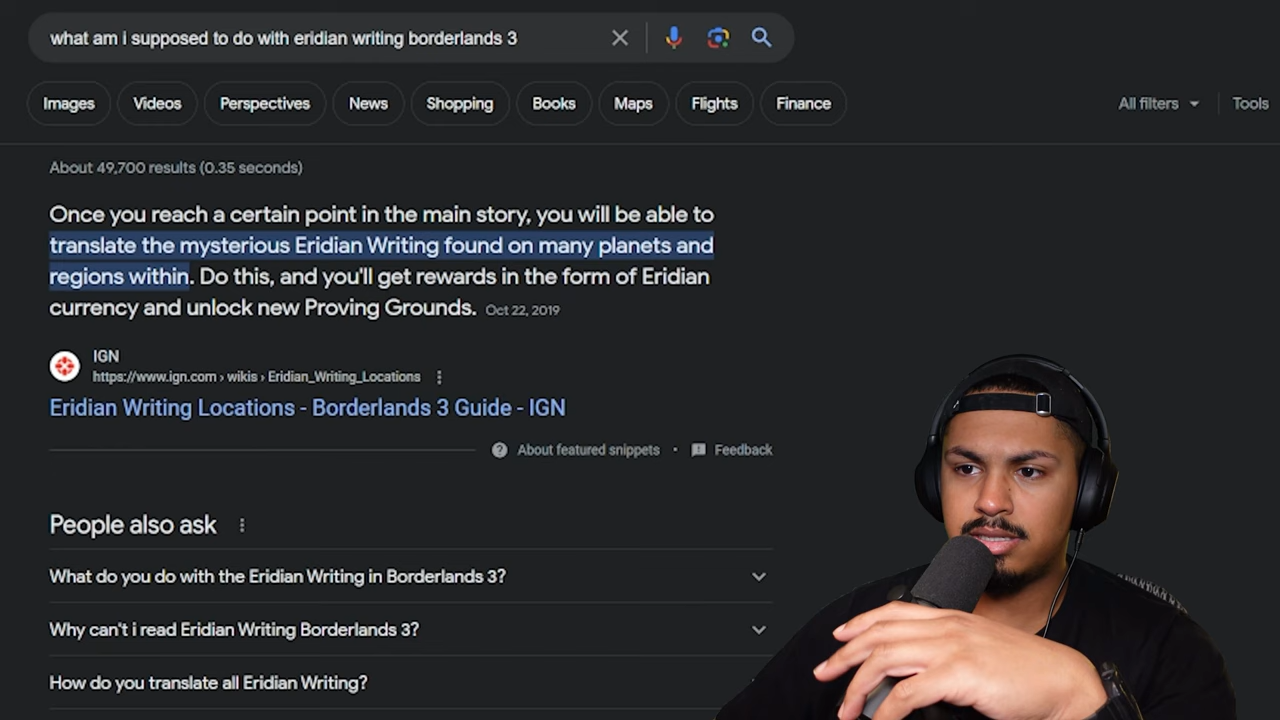 what am i supposed to do with eridian writing borderlands 3
Images Videos Perspectives News Shopping Books Maps Flights Finance All filters Tools
About 49,700 results (0.35 seconds)
Once you reach a certain point in the main story, you will be able to
translate the mysterious Eridian Writing found on many planets and
regions within. Do this, and you'll get rewards in the form of Eridian
currency and unlock new Proving Grounds. Oct 22, 2019
IGN
https://www.ign.com › wikis › Eridian_Writing_Locations
Eridian Writing Locations - Borderlands 3 Guide - IGN
About featured snippets • Feedback
People also ask
What do you do with the Eridian Writing in Borderlands 3?
Why can't i read Eridian Writing Borderlands 3?
How do you translate all Eridian Writing?